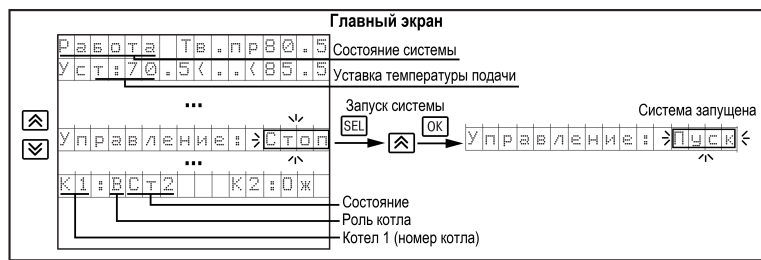 Главный экран
Работа Тв.пр80.5
Состояние системы
Уст:70.5<..<85.5
Уставка температуры подачи
...
Запуск системы
Система запущена
Управление: Стоп
SEL
OK
Управление: Пуск
...
К1:ВСт2 К2:Ож
Состояние
Роль котла
Котел 1 (номер котла)